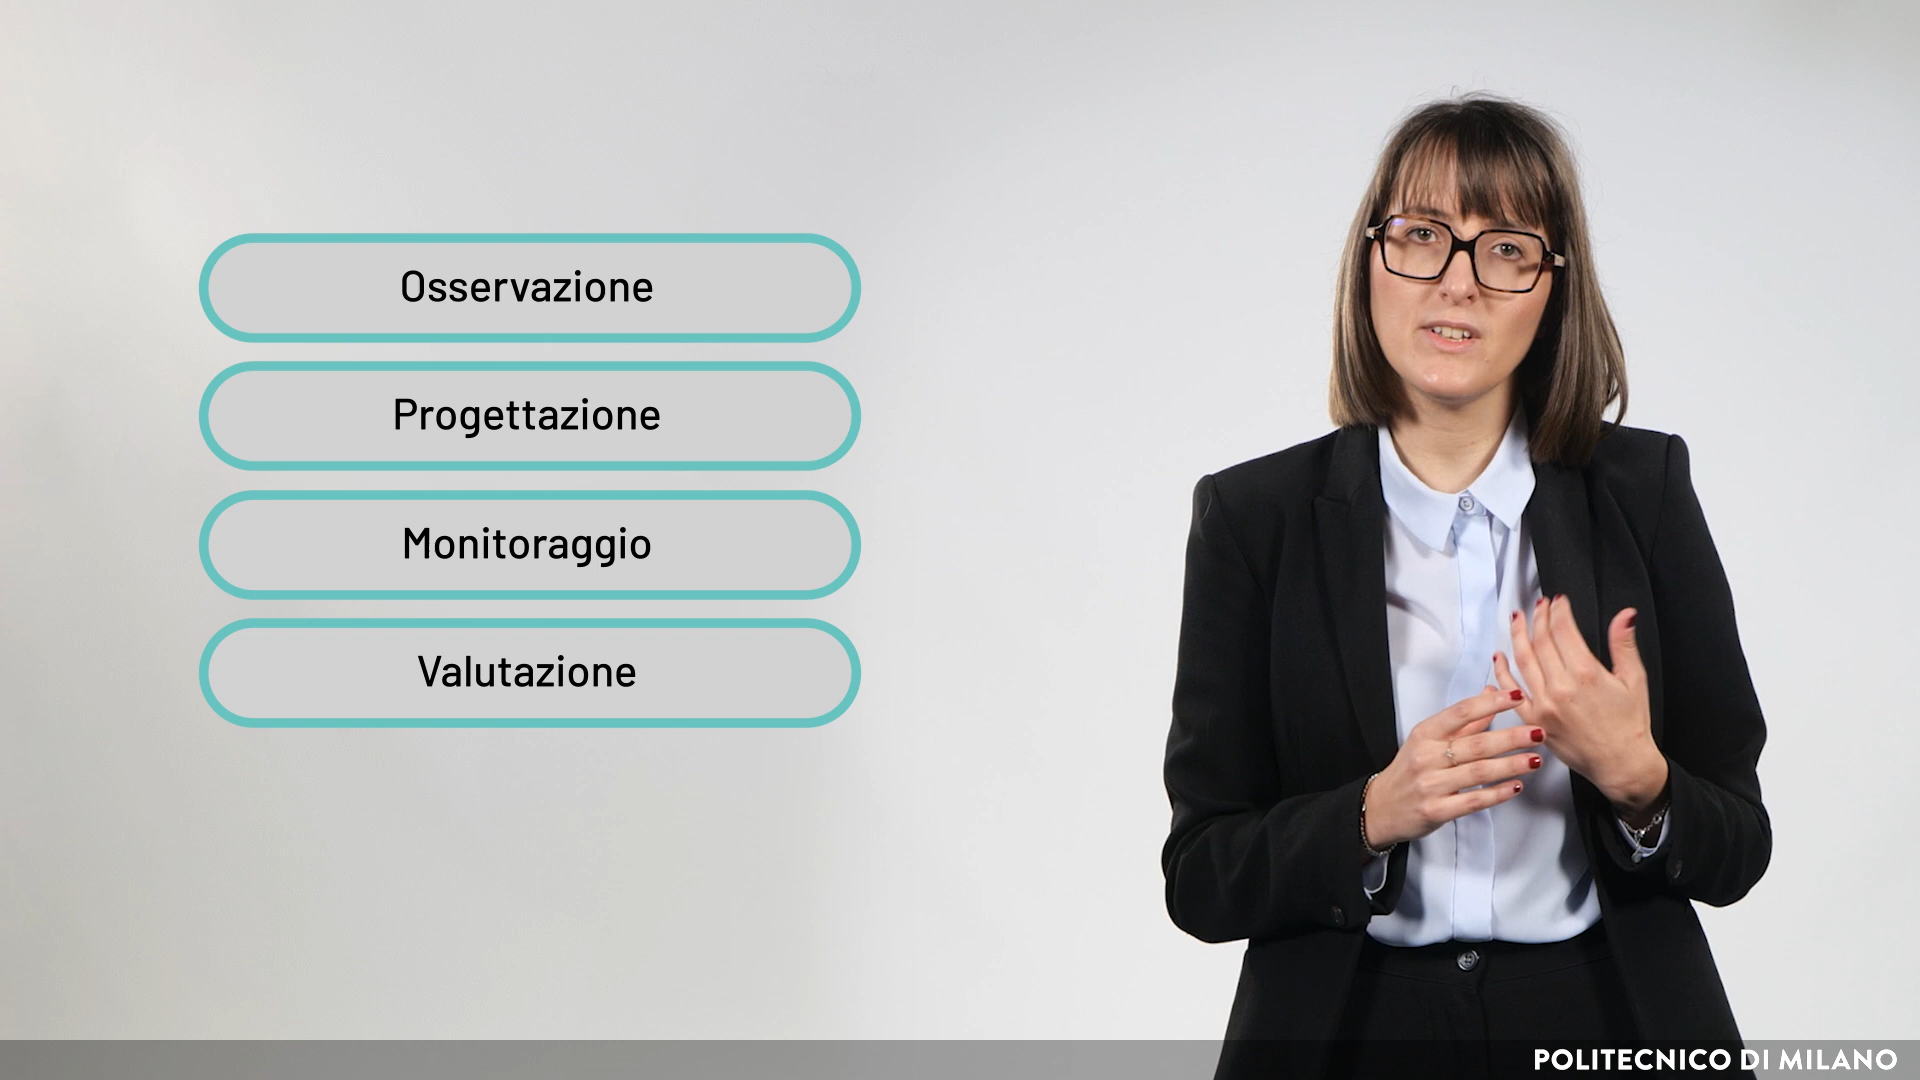 Osservazione
Progettazione
Monitoraggio
Valutazione
POLITECNICO DI MILANO